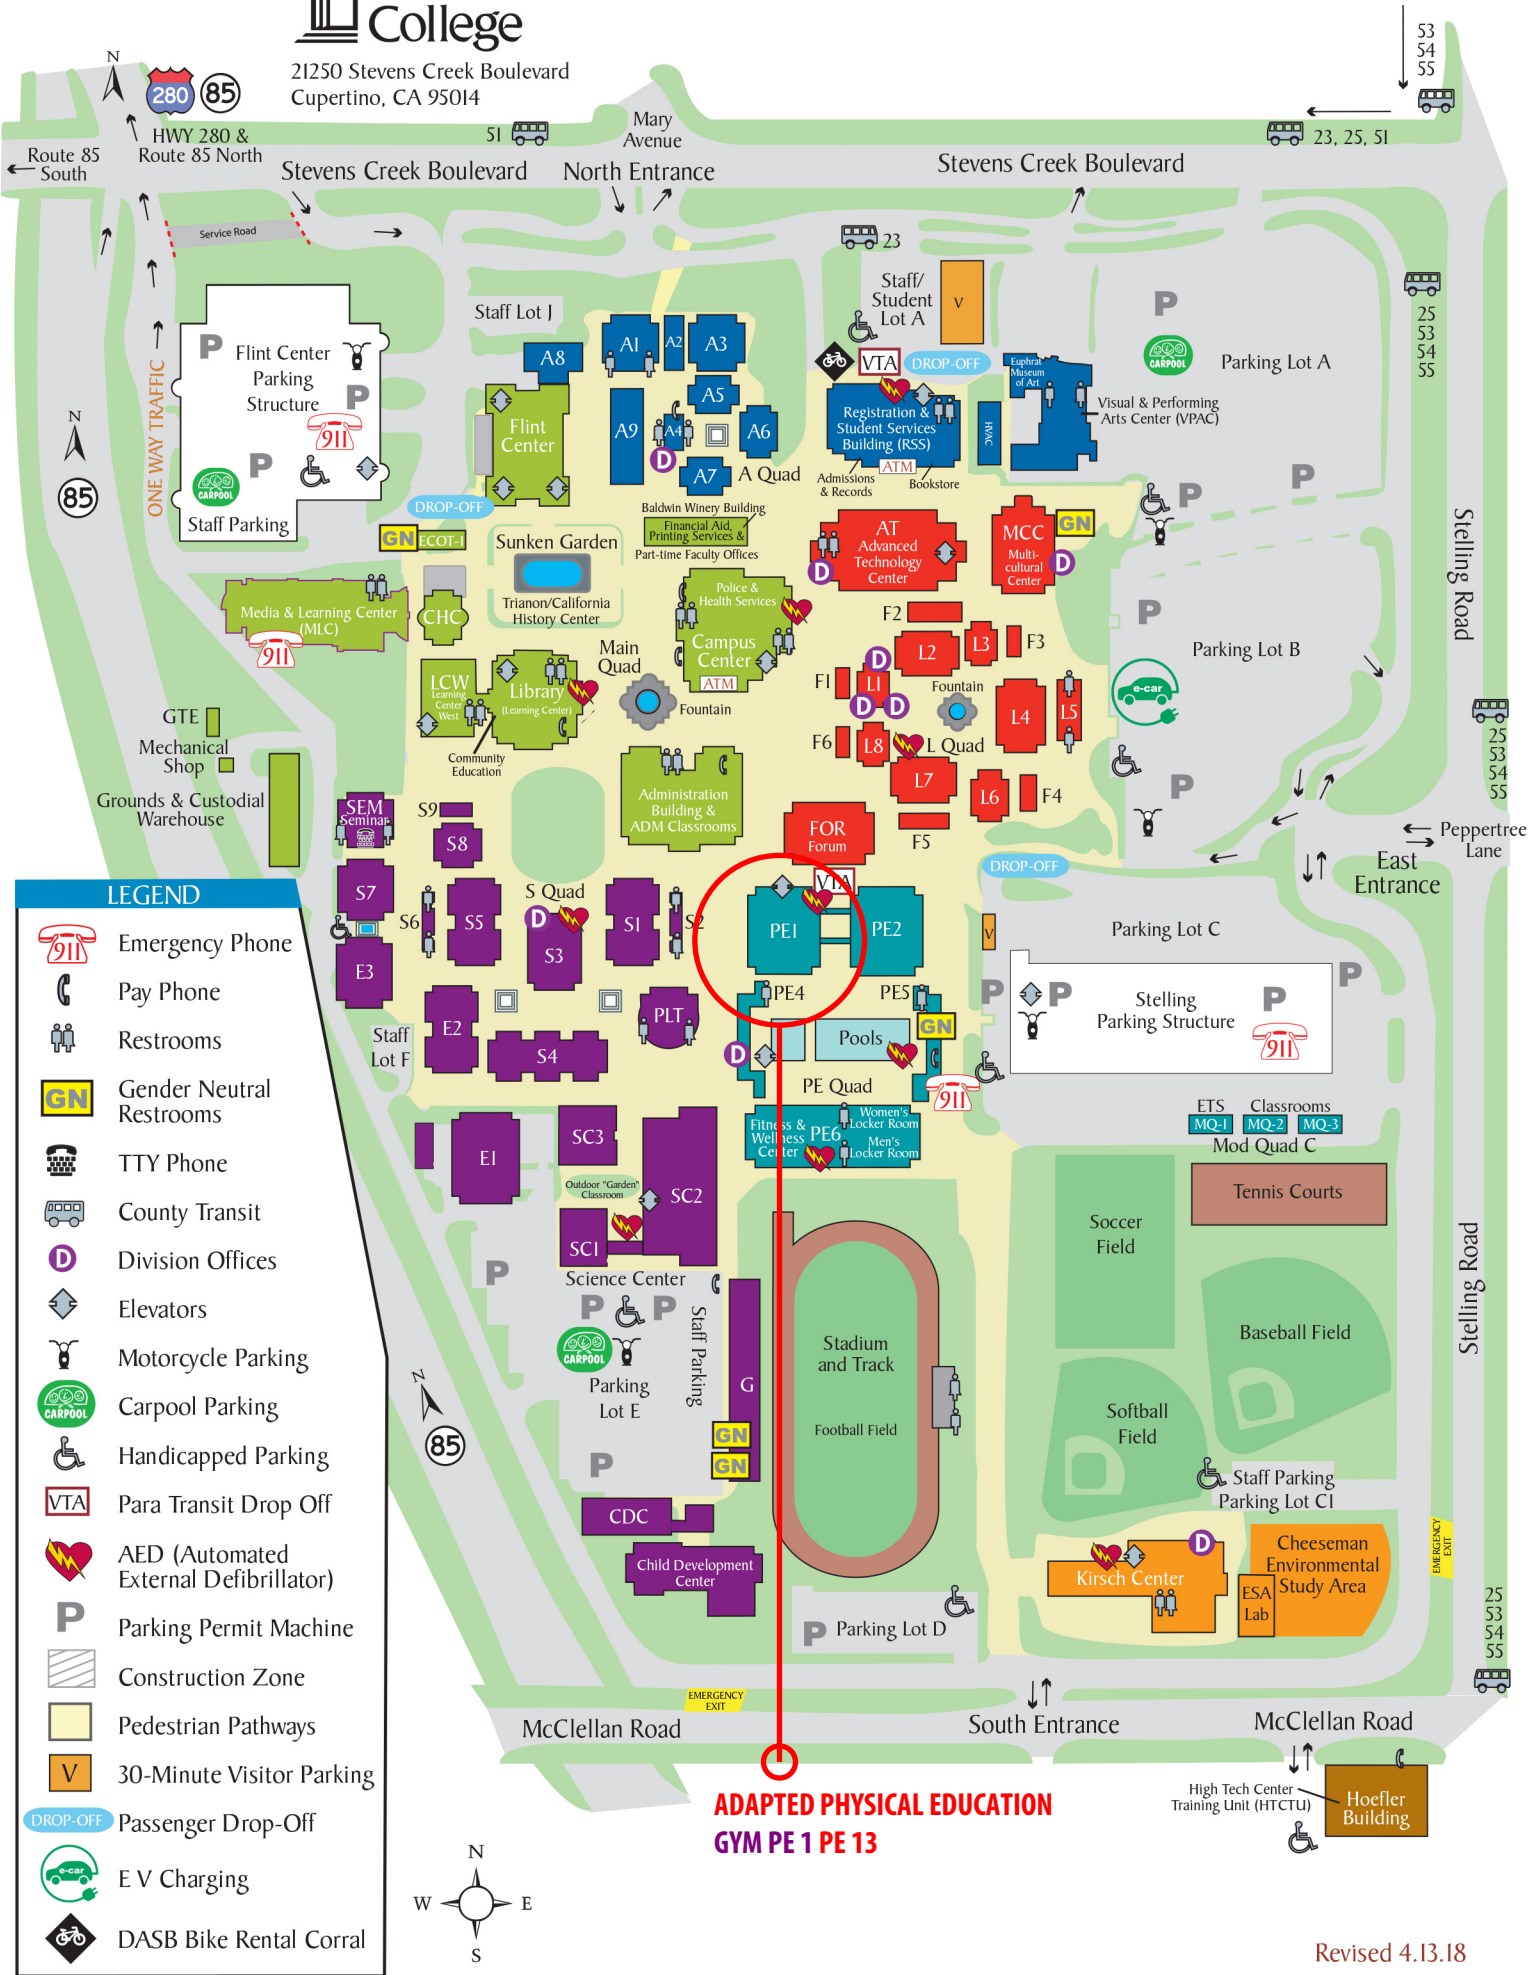 College
21250 Stevens Creek Boulevard
Cupertino, CA 95014
53
54
55
N
280
85
HWY 280 &
Route 85 North
Route 85
South
51
Mary
Avenue
23, 25, 51
Stevens Creek Boulevard
North Entrance
Stevens Creek Boulevard
Service Road
23
Staff/
Student
Lot A
V
25
53
54
55
Staff Lot J
P
Flint Center
Parking
Structure
P
911
P
CARPOOL
Staff Parking
ONE WAY TRAFFIC
N
85
A1
A2
A3
A8
A5
A9
A4
A6
D
A7
A Quad
Flint
Center
DROP-OFF
VTA
DROP-OFF
Registration &
Student Services
Building (RSS)
ATM
Admissions
& Records
Bookstore
HVAC
Euphrat
Museum
of Art
Visual & Performing
Arts Center (VPAC)
P
CARPOOL
Parking Lot A
P
P
GN
ECOT-1
Sunken Garden
Trianon/California
History Center
Baldwin Winery Building
Financial Aid,
Printing Services &
Part-time Faculty Offices
AT
Advanced
Technology
Center
D
MCC
Multi-
cultural
Center
GN
D
Stelling Road
Media & Learning Center
(MLC)
911
CHC
Police &
Health Services
Campus
Center
ATM
F2
L2
L3
F3
D
F1
L1
D
D
Fountain
L4
L5
F6
L8
L Quad
L7
L6
F4
F5
P
Parking Lot B
e-car
P
LCW
Learning
Center
West
Library
(Learning Center)
Community
Education
Main
Quad
Fountain
GTE
Mechanical
Shop
Grounds & Custodial
Warehouse
Administration
Building &
ADM Classrooms
25
53
54
55
Peppertree
Lane
East
Entrance
DROP-OFF
SEM
Seminar
S9
S8
S7
S6
S5
S Quad
D
S3
S1
S2
E3
E2
S4
PLT
Staff
Lot F
FOR
Forum
VTA
PE1
PE2
PE4
PE5
GN
D
Pools
PE Quad
911
Fitness &
Wellness
Center
PE6
Women's
Locker Room
Men's
Locker Room
V
Parking Lot C
P
P
P
Stelling
Parking Structure
P
911
ETS
Classrooms
MQ-1
MQ-2
MQ-3
Mod Quad C
Tennis Courts
Soccer
Field
Baseball Field
Softball
Field
Stelling Road
E1
SC3
Outdoor "Garden"
Classroom
SC2
SC1
Science Center
P
P
P
CARPOOL
Parking
Lot E
P
Staff Parking
G
GN
GN
N
85
CDC
Child Development
Center
Stadium
and Track
Football Field
P
Parking Lot D
Staff Parking
Parking Lot C1
D
Kirsch Center
ESA
Lab
Cheeseman
Environmental
Study Area
EMERGENCY
EXIT
25
53
54
55
EMERGENCY
EXIT
McClellan Road
South Entrance
McClellan Road
High Tech Center
Training Unit (HTCTU)
Hoefler
Building
ADAPTED PHYSICAL EDUCATION
GYM PE 1 PE 13
N
W
E
S
Revised 4.13.18
LEGEND
911 Emergency Phone
Pay Phone
Restrooms
GN Gender Neutral
Restrooms
TTY Phone
County Transit
D Division Offices
Elevators
Motorcycle Parking
CARPOOL Carpool Parking
Handicapped Parking
VTA Para Transit Drop Off
AED (Automated
External Defibrillator)
P Parking Permit Machine
Construction Zone
Pedestrian Pathways
V 30-Minute Visitor Parking
DROP-OFF Passenger Drop-Off
e-car E V Charging
DASB Bike Rental Corral